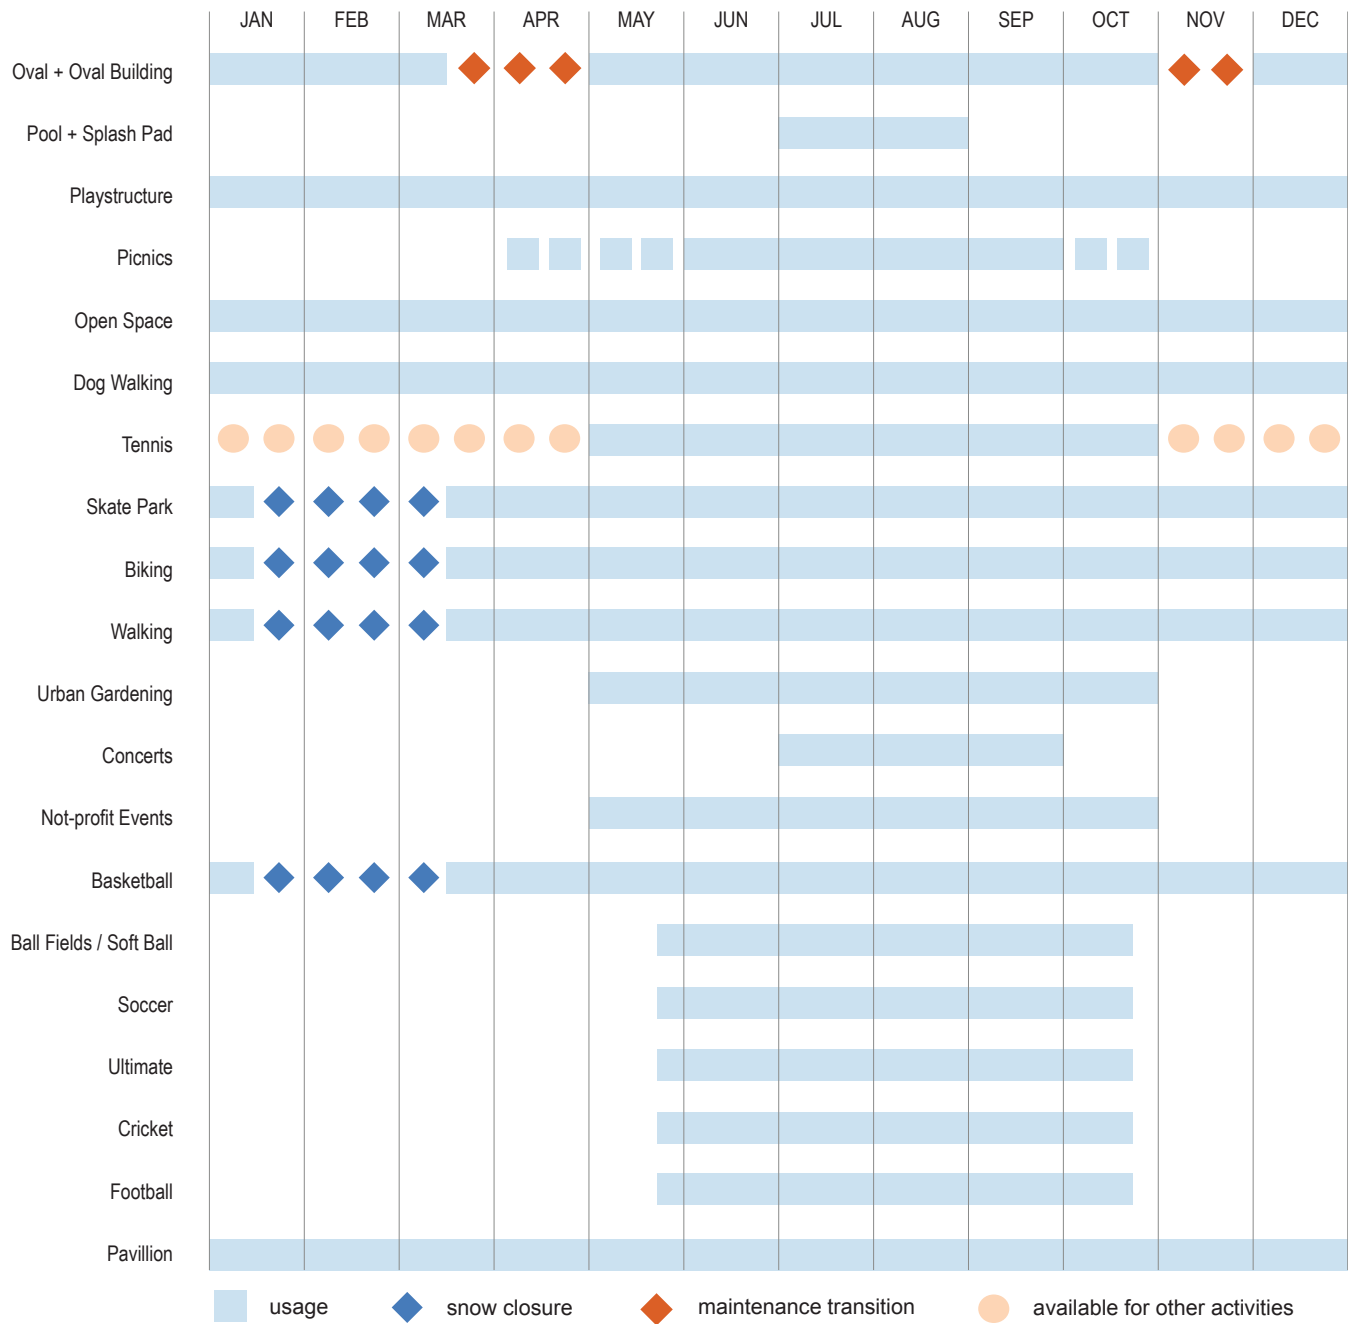 JAN FEB MAR APR MAY JUN JUL AUG SEP OCT NOV DEC
Oval + Oval Building
Pool + Splash Pad
Playstructure
Picnics
Open Space
Dog Walking
Tennis
Skate Park
Biking
Walking
Urban Gardening
Concerts
Not-profit Events
Basketball
Ball Fields / Soft Ball
Soccer
Ultimate
Cricket
Football
Pavillion
usage snow closure maintenance transition available for other activities